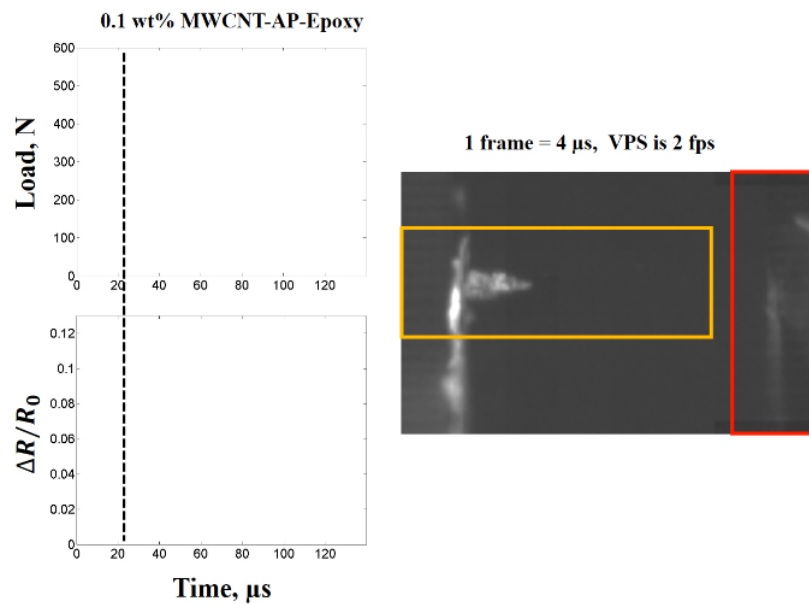 0.1 wt% MWCNT-AP-Epoxy
600
500
400
300
200
100
0
Load, N
0 20 40 60 80 100 120
1 frame = 4 μs, VPS is 2 fps
0.12
0.1
0.08
0.06
0.04
0.02
0
ΔR/R₀
0 20 40 60 80 100 120
Time, μs